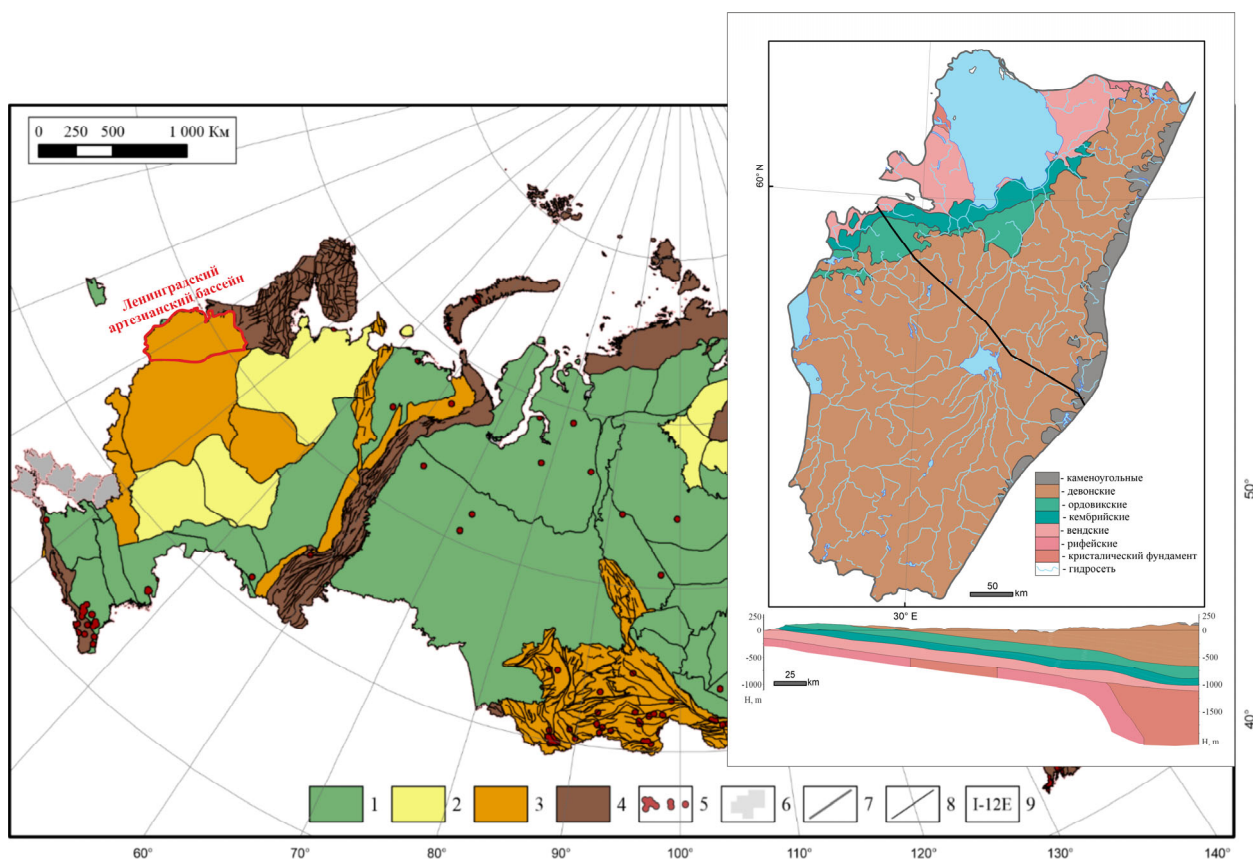 0 250 500 1 000 Км
Ленинградский
артезианский бассейн
60° N
30° E
50
km
- каменоугольные
- девонские
- ордовикские
- кембрийские
- вендские
- рифейские
- кристалический фундамент
- гидросеть
250
0
-500
-1000
H, m
25
km
250
0
-500
-1000
-1500
H, m
50°
40°
1 2 3 4 5 6 7 8 I-12E 9
60° 70° 80° 90° 100° 110° 120° 130° 140°